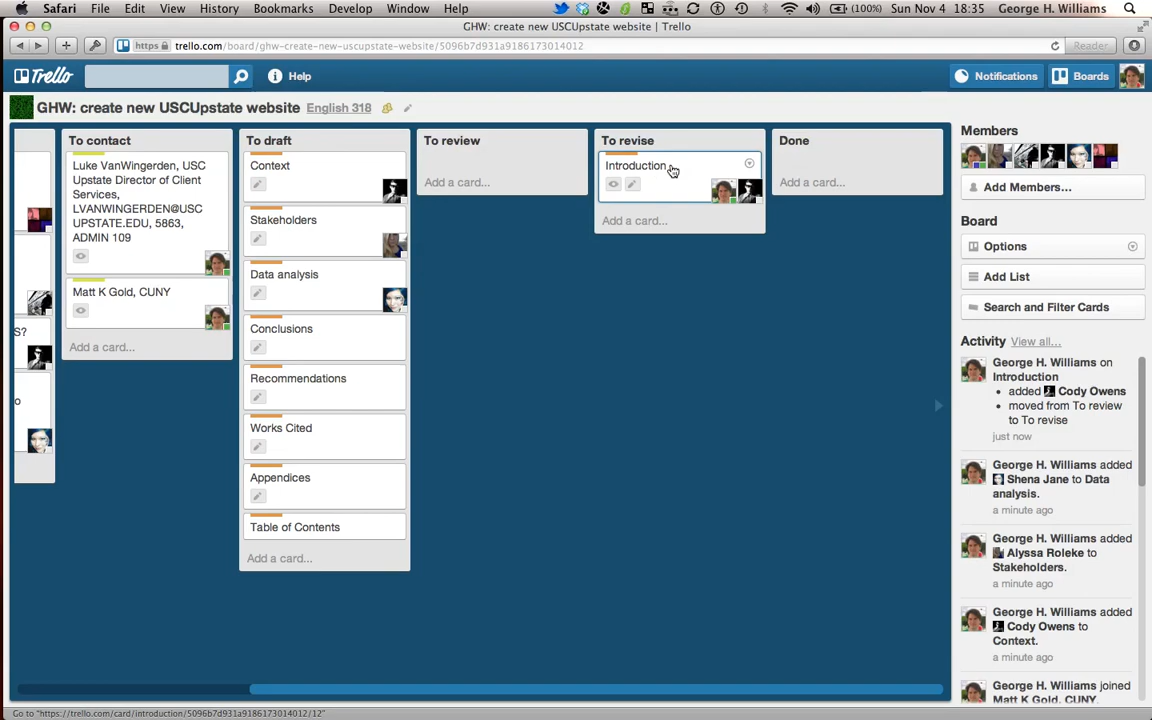 Safari File Edit View History Bookmarks Develop Window Help (100%) Sun Nov 4 18:35 George H. Williams
GHW: create new USCUpstate website | Trello
https trello.com/board/ghw-create-new-uscupstate-website/5096b7d931a9186173014012 Reader
Trello Help Notifications Boards
GHW: create new USCUpstate website English 318
To contact
Luke VanWingerden, USC
Upstate Director of Client
Services,
LVANWINGERDEN@USC
UPSTATE.EDU, 5863,
ADMIN 109
Matt K Gold, CUNY
Add a card...
S?
o
To draft
Context
Stakeholders
Data analysis
Conclusions
Recommendations
Works Cited
Appendices
Table of Contents
Add a card...
To review
Add a card...
To revise
Introduction
Add a card...
Done
Add a card...
Members
Add Members...
Board
Options
Add List
Search and Filter Cards
Activity View all...
George H. Williams on
Introduction
• added Cody Owens
• moved from To review
to To revise
just now
George H. Williams added
Shena Jane to Data
analysis.
a minute ago
George H. Williams added
Alyssa Roleke to
Stakeholders.
a minute ago
George H. Williams added
Cody Owens to
Context.
a minute ago
George H. Williams joined
Matt K Gold, CUNY.
Go to "https://trello.com/card/introduction/5096b7d931a9186173014012/12"